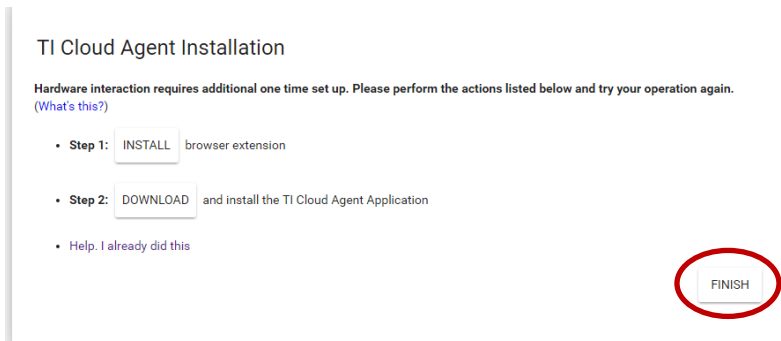 TI Cloud Agent Installation
Hardware interaction requires additional one time set up. Please perform the actions listed below and try your operation again.
(What's this?)
• Step 1: INSTALL browser extension
• Step 2: DOWNLOAD and install the TI Cloud Agent Application
• Help. I already did this
FINISH